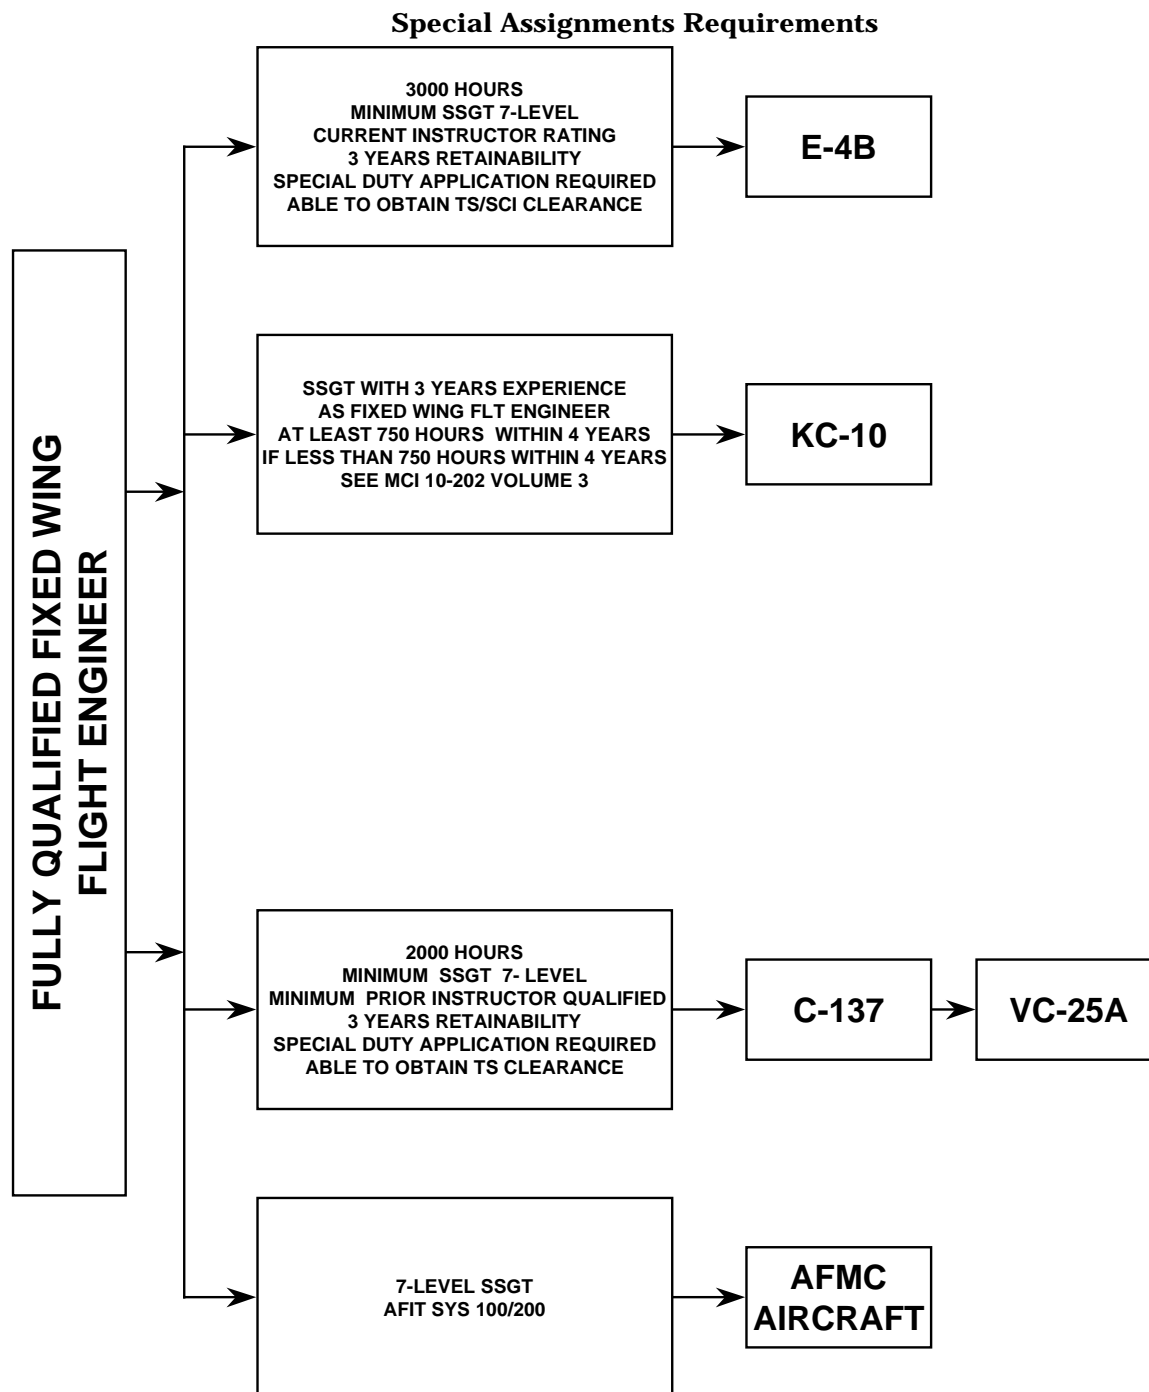 Special Assignments Requirements
3000 HOURS
MINIMUM SSGT 7-LEVEL
CURRENT INSTRUCTOR RATING
3 YEARS RETAINABILITY
SPECIAL DUTY APPLICATION REQUIRED
ABLE TO OBTAIN TS/SCI CLEARANCE
E-4B
FULLY QUALIFIED FIXED WING
FLIGHT ENGINEER
SSGT WITH 3 YEARS EXPERIENCE
AS FIXED WING FLT ENGINEER
AT LEAST 750 HOURS WITHIN 4 YEARS
IF LESS THAN 750 HOURS WITHIN 4 YEARS
SEE MCI 10-202 VOLUME 3
KC-10
2000 HOURS
MINIMUM SSGT 7- LEVEL
MINIMUM PRIOR INSTRUCTOR QUALIFIED
3 YEARS RETAINABILITY
SPECIAL DUTY APPLICATION REQUIRED
ABLE TO OBTAIN TS CLEARANCE
C-137
VC-25A
7-LEVEL SSGT
AFIT SYS 100/200
AFMC
AIRCRAFT